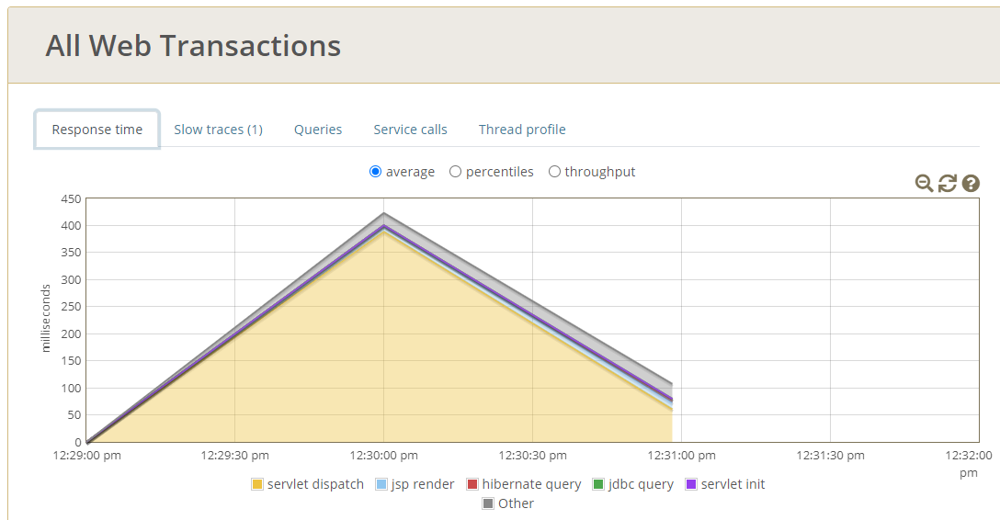 All Web Transactions
Response time Slow traces (1) Queries Service calls Thread profile
average percentiles throughput
450
400
350
300
250
200
150
100
50
0
milliseconds
12:29:00 pm 12:29:30 pm 12:30:00 pm 12:30:30 pm 12:31:00 pm 12:31:30 pm 12:32:00
pm
servlet dispatch jsp render hibernate query jdbc query servlet init
Other